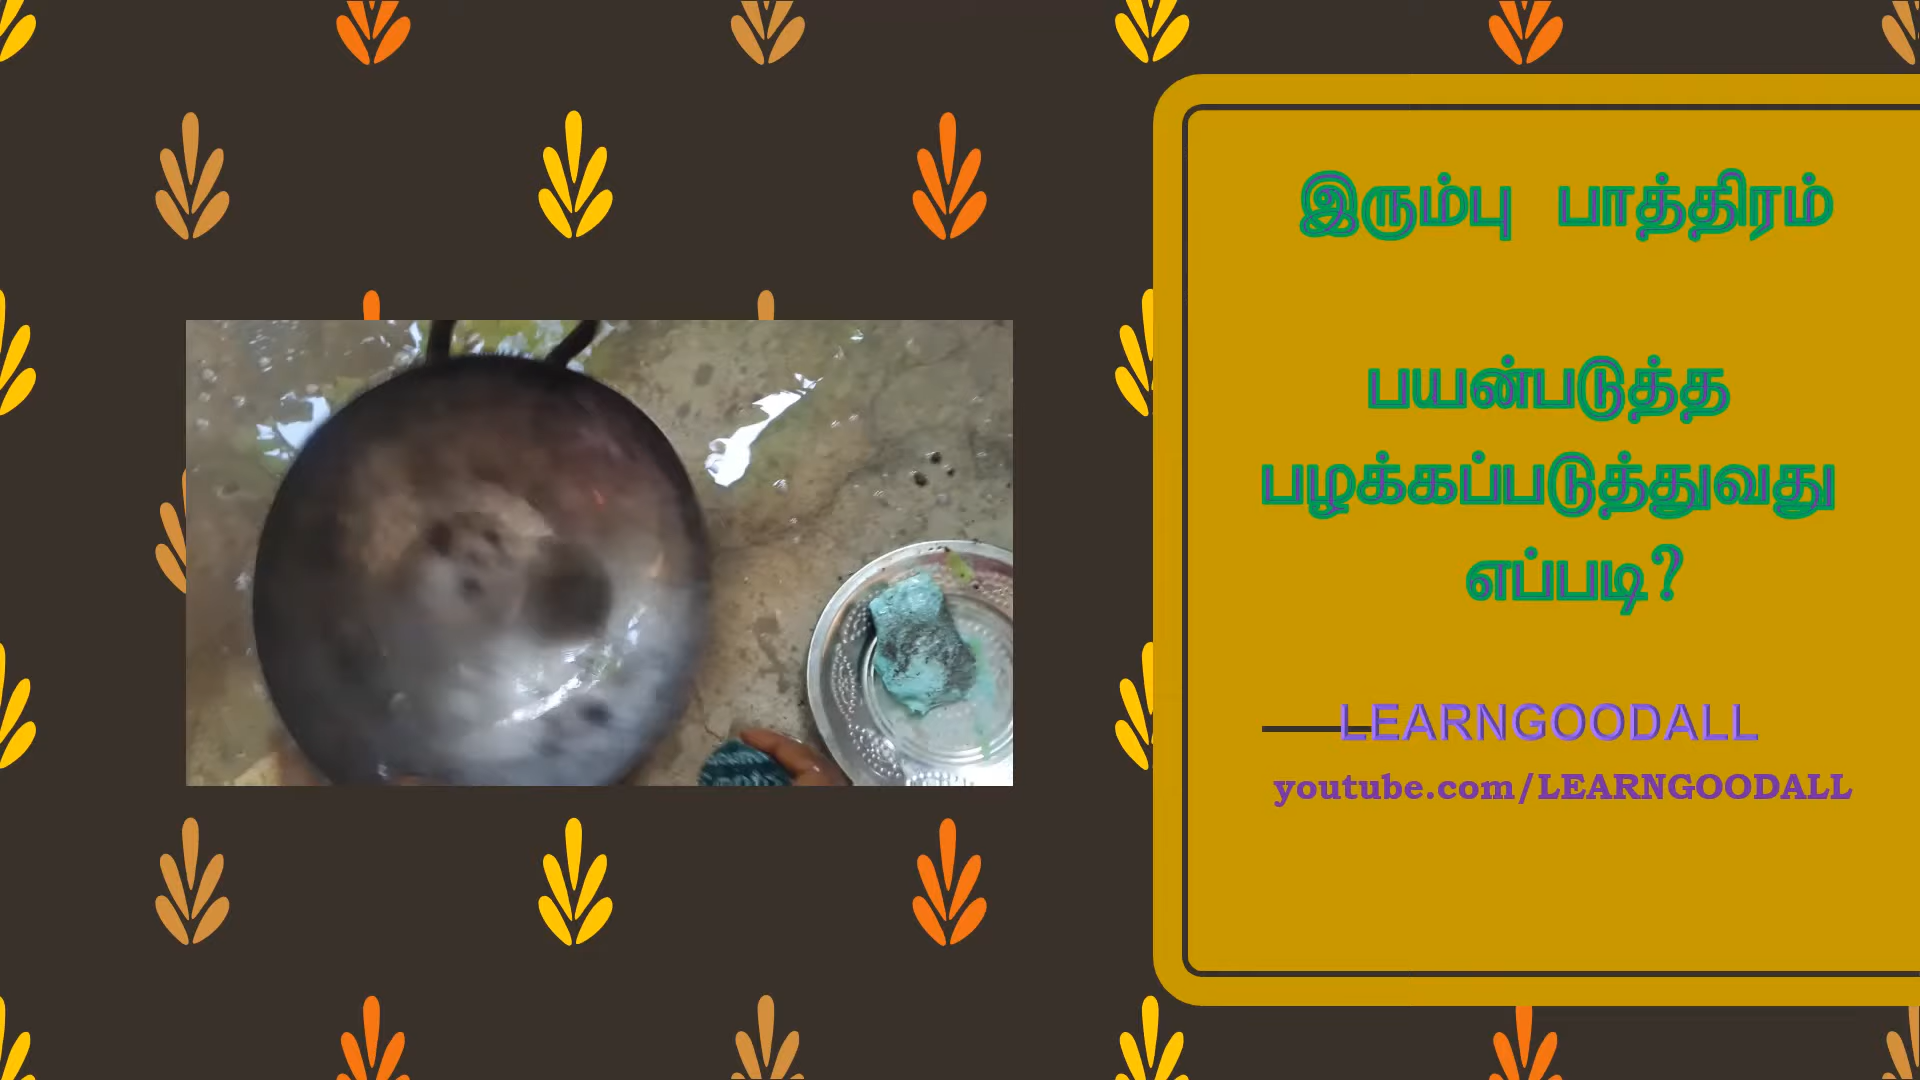 இரும்பு பாத்திரம்
பயன்படுத்த
பழக்கப்படுத்துவது
எப்படி?
LEARNGOODALL
youtube.com/LEARNGOODALL